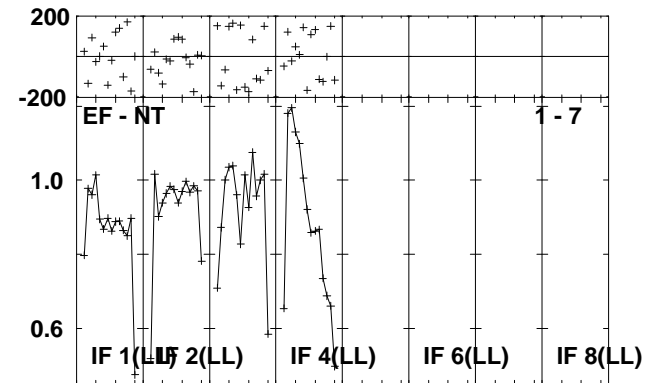 200
-200
EF - NT 1 - 7
1.0
0.6
IF 1(LL) IF 2(LL) IF 4(LL) IF 6(LL) IF 8(LL)